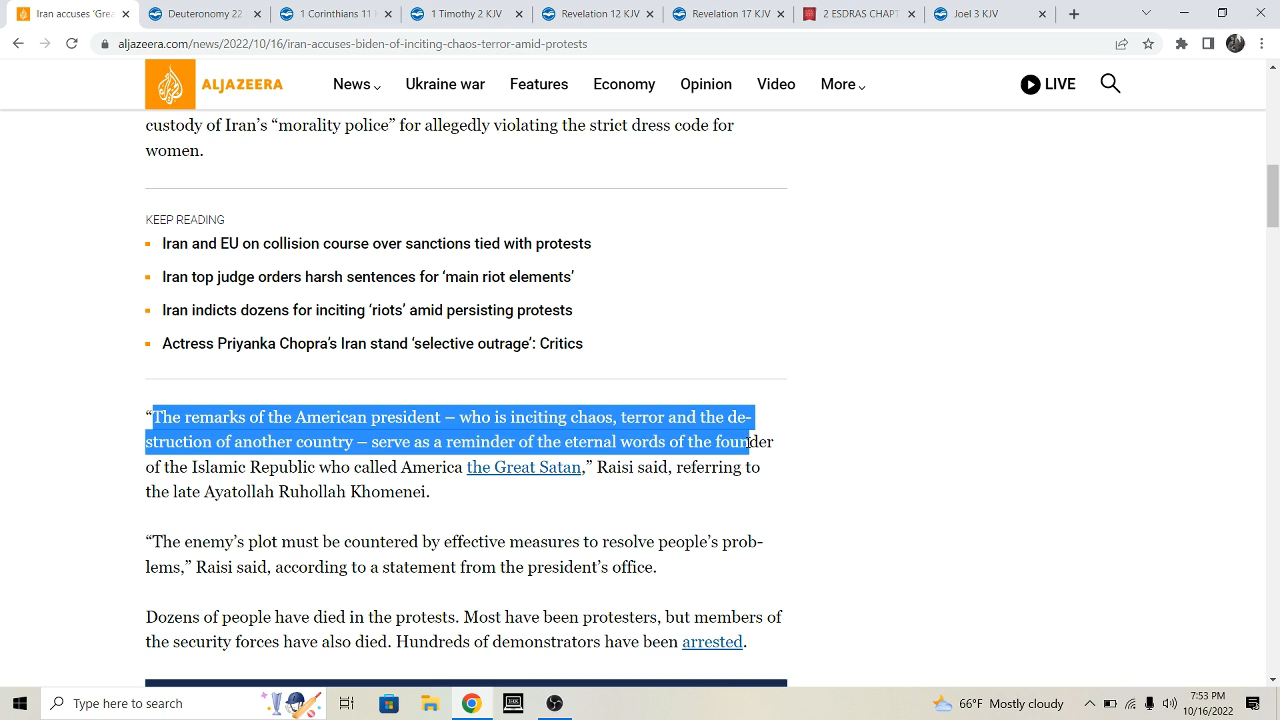 Iran accuses 'Grea
Deuteronomy 22
1 Corinthians 11
1 Timothy 2 KJV
Revelation 12 KJV
Revelation 17 KJV
2 ESDRAS CHAPT
Joel 3 KJV
aljazeera.com/news/2022/10/16/iran-accuses-biden-of-inciting-chaos-terror-amid-protests
ALJAZEERA
News
Ukraine war
Features
Economy
Opinion
Video
More
LIVE
custody of Iran’s “morality police” for allegedly violating the strict dress code for
women.
KEEP READING
Iran and EU on collision course over sanctions tied with protests
Iran top judge orders harsh sentences for ‘main riot elements’
Iran indicts dozens for inciting ‘riots’ amid persisting protests
Actress Priyanka Chopra’s Iran stand ‘selective outrage’: Critics
“The remarks of the American president – who is inciting chaos, terror and the de-
struction of another country – serve as a reminder of the eternal words of the founder
of the Islamic Republic who called America the Great Satan,” Raisi said, referring to
the late Ayatollah Ruhollah Khomenei.
“The enemy’s plot must be countered by effective measures to resolve people’s prob-
lems,” Raisi said, according to a statement from the president’s office.
Dozens of people have died in the protests. Most have been protesters, but members of
the security forces have also died. Hundreds of demonstrators have been arrested.
Type here to search
66°F Mostly cloudy
7:53 PM
10/16/2022